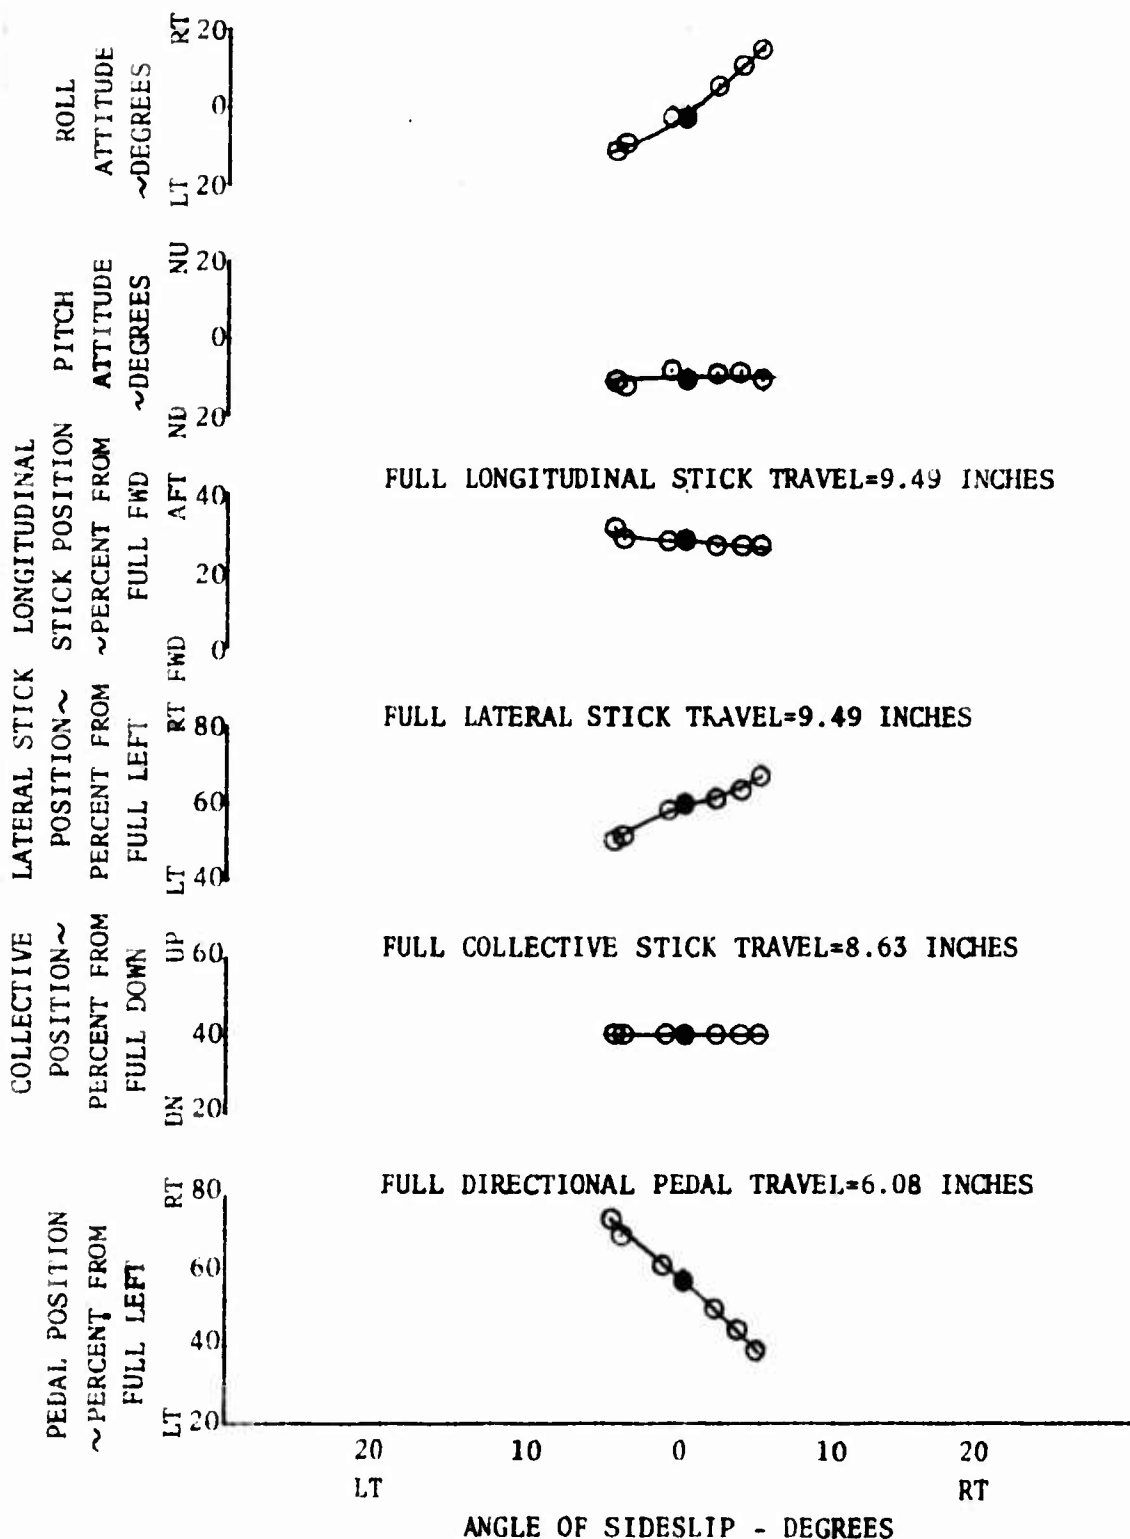 ROLL
ATTITUDE
~DEGREES
RT
20
0
20
LT
PITCH
ATTITUDE
~DEGREES
NU
20
0
20
ND
LONGITUDINAL
STICK POSITION
~PERCENT FROM
FULL FWD
AFT
FULL LONGITUDINAL STICK TRAVEL=9.49 INCHES
40
20
0
FWD
LATERAL STICK
POSITION~
PERCENT FROM
FULL LEFT
RT
FULL LATERAL STICK TRAVEL=9.49 INCHES
80
60
40
LT
COLLECTIVE
POSITION~
PERCENT FROM
FULL DOWN
UP
FULL COLLECTIVE STICK TRAVEL=8.63 INCHES
60
40
20
DN
PEDAL POSITION
~PERCENT FROM
FULL LEFT
RT
FULL DIRECTIONAL PEDAL TRAVEL=6.08 INCHES
80
60
40
20
LT
20 10 0 10 20
LT RT
ANGLE OF SIDESLIP - DEGREES